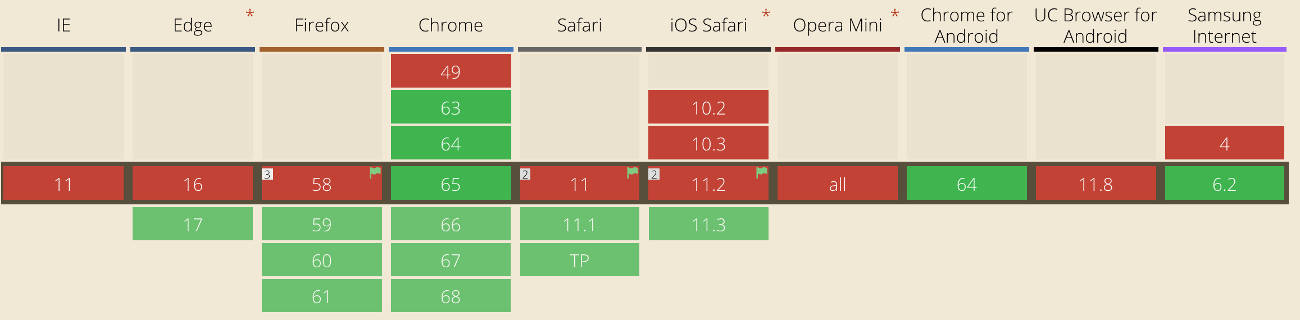 IE
Edge *
Firefox
Chrome
Safari
iOS Safari *
Opera Mini *
Chrome for
Android
UC Browser for
Android
Samsung
Internet
49
63
10.2
64
10.3
4
11
16
3 58
65
2 11
2 11.2
all
64
11.8
6.2
17
59
66
11.1
11.3
60
67
TP
61
68